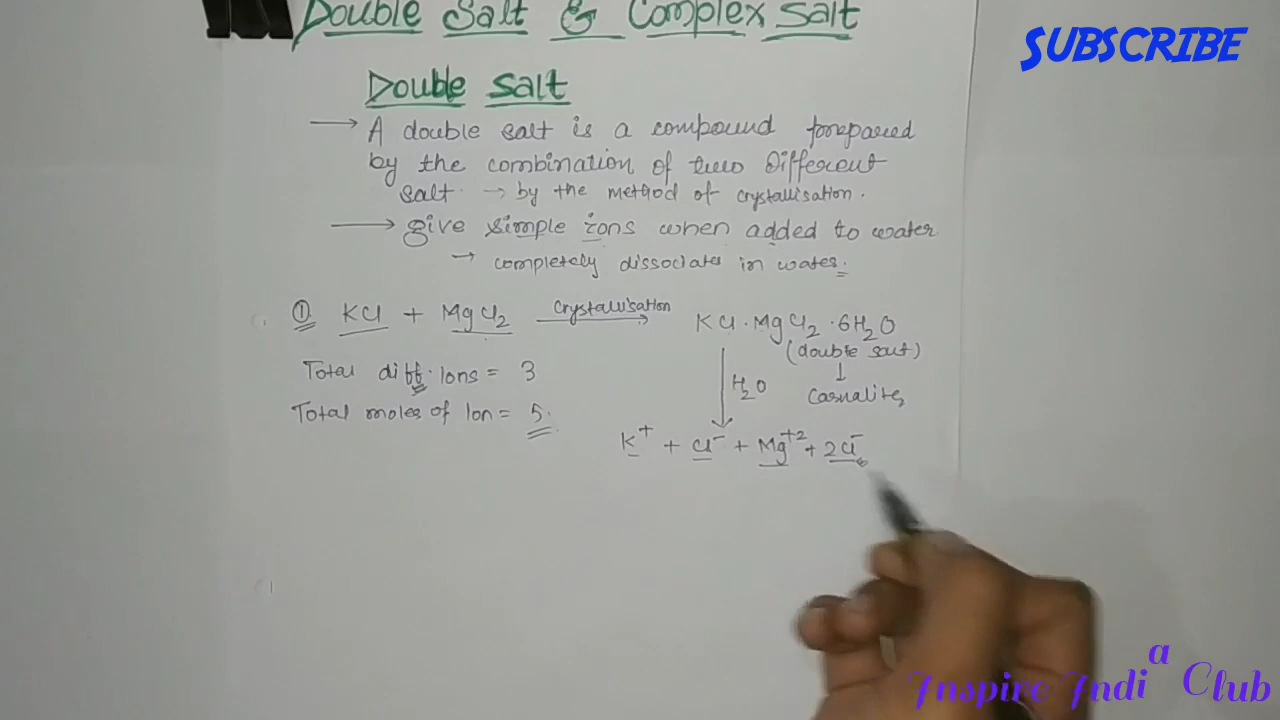 Double Salt & Complex Salt
SUBSCRIBE
Double Salt
→ A double salt is a compound prepared
by the combination of two Different
salt. → by the method of crystallisation.
→ give simple ions when added to water
→ completely dissociates in water.
① KCl + MgCl2 Crystallisation → KCl·MgCl2·6H2O
(double salt)
↓
Carnalite
Total diff. Ions = 3
Total moles of Ion = 5.
↓ H2O
K+ + Cl- + Mg+2 + 2Cl-
Inspire India Club